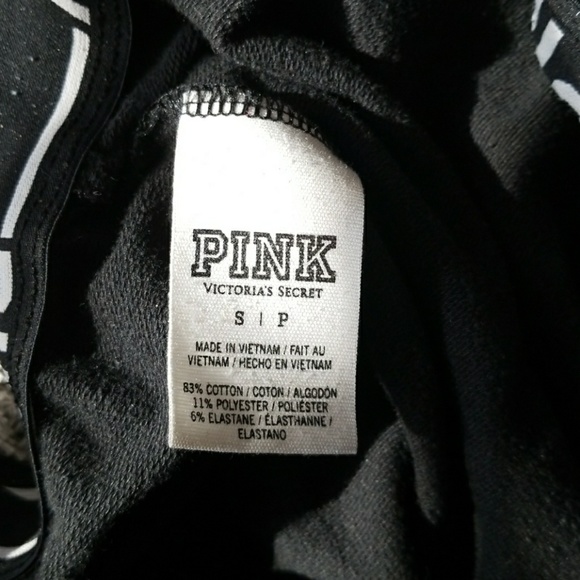 PINK
VICTORIA'S SECRET
S | P
MADE IN VIETNAM / FAIT AU
VIETNAM / HECHO EN VIETNAM
83% COTTON / COTON / ALGODÓN
11% POLYESTER / POLIÉSTER
6% ELASTANE / ÉLASTHANNE /
ELASTANO